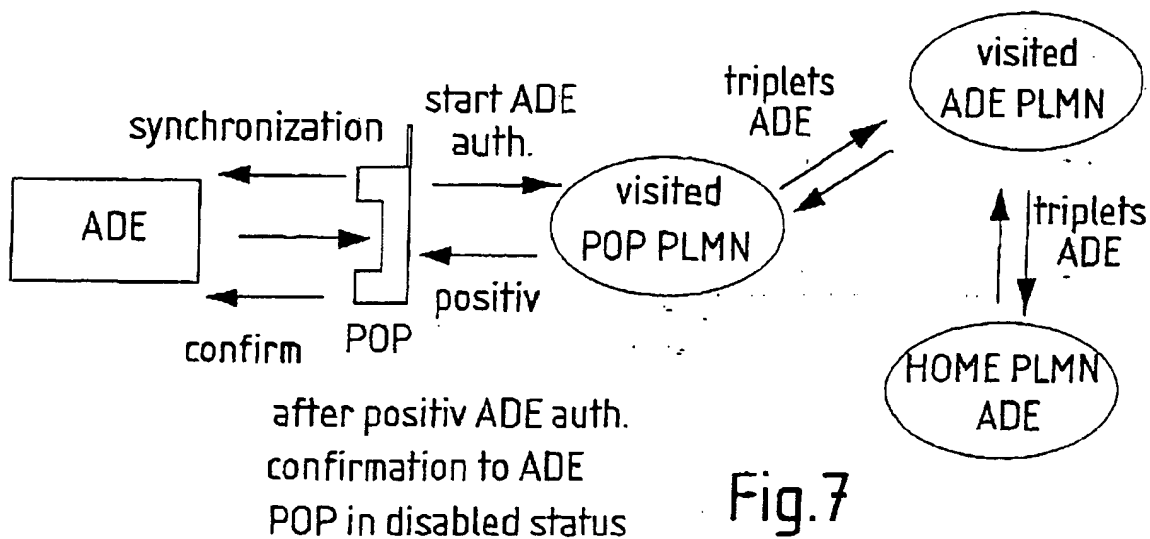 synchronization
start ADE
auth.
triplets
ADE
visited
ADE PLMN
ADE
visited
POP PLMN
triplets
ADE
positiv
confirm
POP
HOME PLMN
ADE
after positiv ADE auth.
confirmation to ADE
POP in disabled status
Fig.7